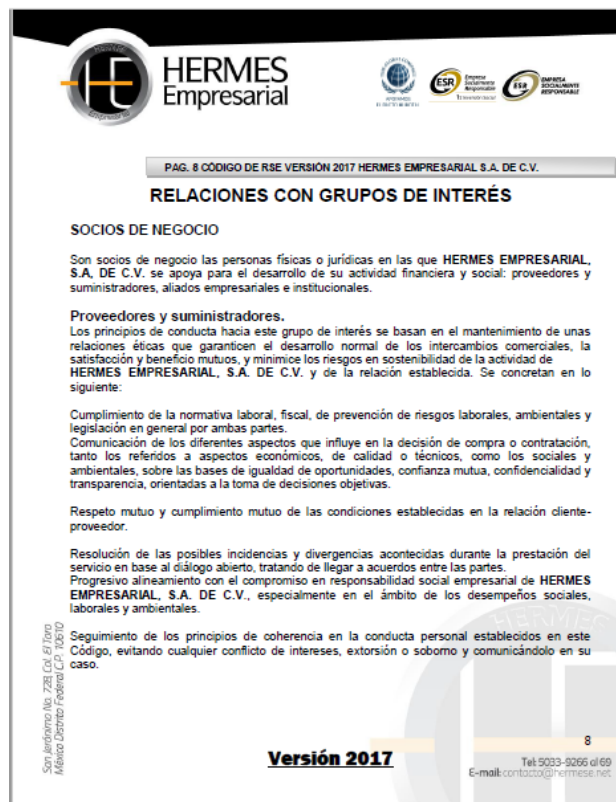 HERMES
Empresarial
ESR
Empresa
Socialmente
Responsable
ESR
EMPRESA
SOCIALMENTE
RESPONSABLE
PAG. 8 CÓDIGO DE RSE VERSIÓN 2017 HERMES EMPRESARIAL S.A. DE C.V.
RELACIONES CON GRUPOS DE INTERÉS
SOCIOS DE NEGOCIO
Son socios de negocio las personas físicas o jurídicas en las que HERMES EMPRESARIAL,
S.A, DE C.V. se apoya para el desarrollo de su actividad financiera y social: proveedores y
suministradores, aliados empresariales e institucionales.
Proveedores y suministradores.
Los principios de conducta hacia este grupo de interés se basan en el mantenimiento de unas
relaciones éticas que garanticen el desarrollo normal de los intercambios comerciales, la
satisfacción y beneficio mutuos, y minimice los riesgos en sostenibilidad de la actividad de
HERMES EMPRESARIAL, S.A. DE C.V. y de la relación establecida. Se concretan en lo
siguiente:
Cumplimiento de la normativa laboral, fiscal, de prevención de riesgos laborales, ambientales y
legislación en general por ambas partes.
Comunicación de los diferentes aspectos que influye en la decisión de compra o contratación,
tanto los referidos a aspectos económicos, de calidad o técnicos, como los sociales y
ambientales, sobre las bases de igualdad de oportunidades, confianza mutua, confidencialidad y
transparencia, orientadas a la toma de decisiones objetivas.
Respeto mutuo y cumplimiento mutuo de las condiciones establecidas en la relación cliente-
proveedor.
Resolución de las posibles incidencias y divergencias acontecidas durante la prestación del
servicio en base al diálogo abierto, tratando de llegar a acuerdos entre las partes.
Progresivo alineamiento con el compromiso en responsabilidad social empresarial de HERMES
EMPRESARIAL, S.A. DE C.V., especialmente en el ámbito de los desempeños sociales,
laborales y ambientales.
Seguimiento de los principios de coherencia en la conducta personal establecidos en este
Código, evitando cualquier conflicto de intereses, extorsión o soborno y comunicándolo en su
caso.
San Jerónimo No. 728, Col. El Toro
México Distrito Federal C.P. 10610
HERMES
8
Versión 2017
Tel: 5033-9266 al 69
E-mail: contacto@hermese.net